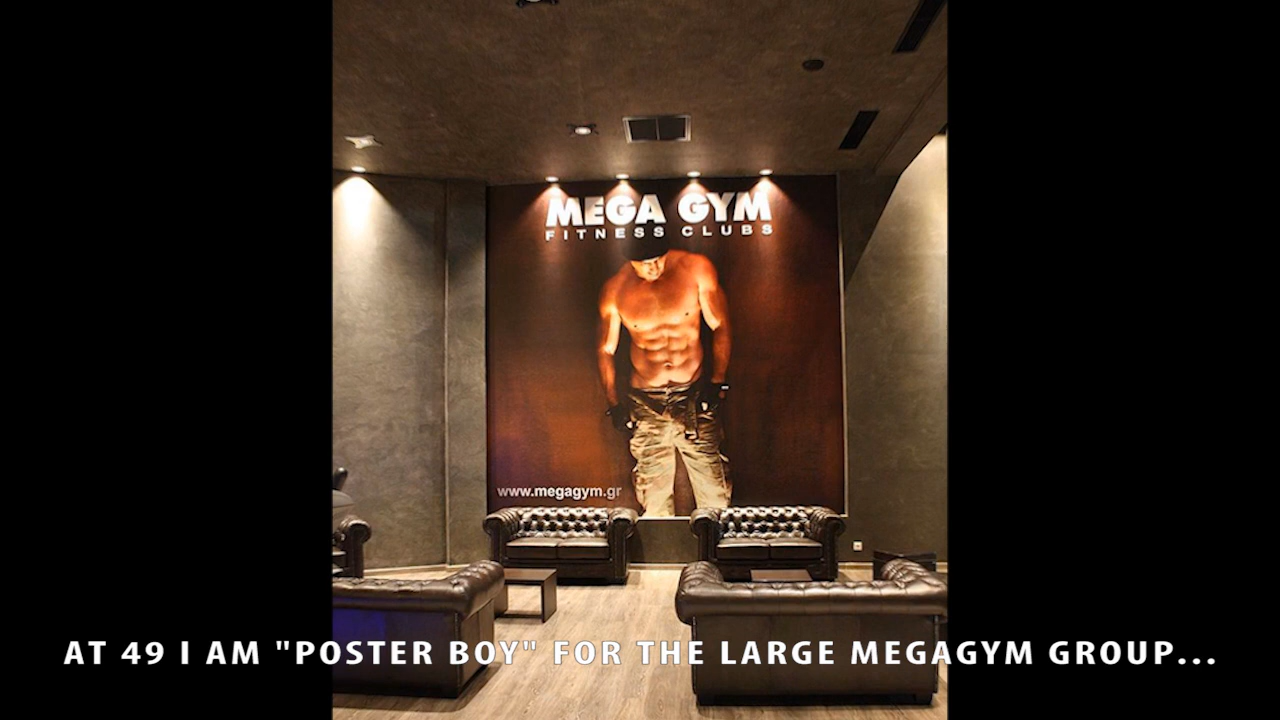 MEGA GYM
FITNESS CLUBS
www.megagym.gr
AT 49 I AM "POSTER BOY" FOR THE LARGE MEGAGYM GROUP...